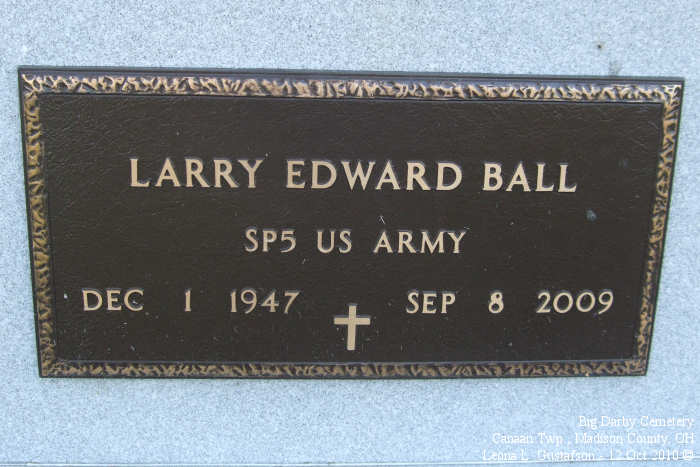 LARRY EDWARD BALL
SP5 US ARMY
DEC 1 1947 SEP 8 2009
Big Darby Cemetery
Canaan Twp., Madison County, OH
Leona L. Gustafson - 12 Oct 2010 ©